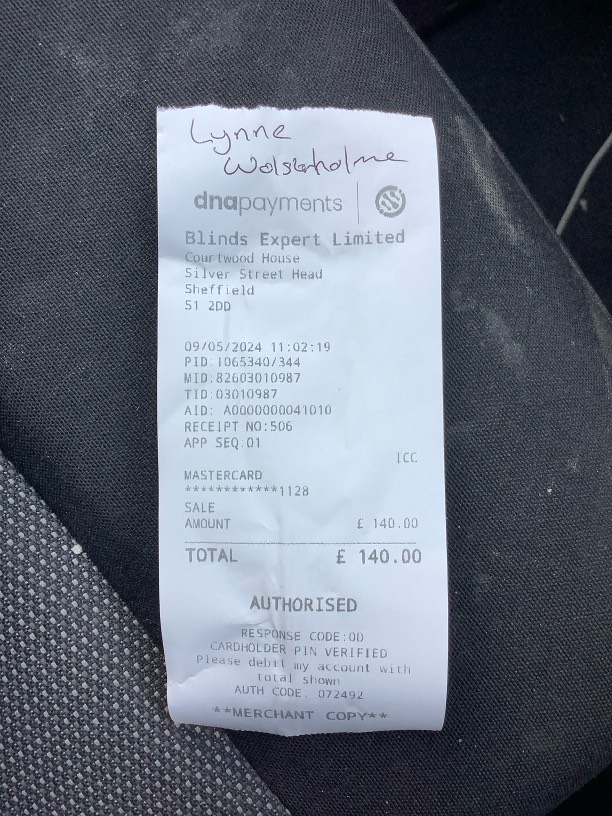 Lynne
Wolsenholme
dnapayments
Blinds Expert Limited
Courtwood House
Silver Street Head
Sheffield
S1 2DD
09/05/2024 11:02:19
PID:1065340/344
MID:82603010987
TID:03010987
AID: A0000000041010
RECEIPT NO:506
APP SEQ:01
ICC
MASTERCARD
************1128
SALE
AMOUNT £ 140.00
TOTAL £ 140.00
AUTHORISED
RESPONSE CODE:00
CARDHOLDER PIN VERIFIED
Please debit my account with
total shown
AUTH CODE: 072492
**MERCHANT COPY**